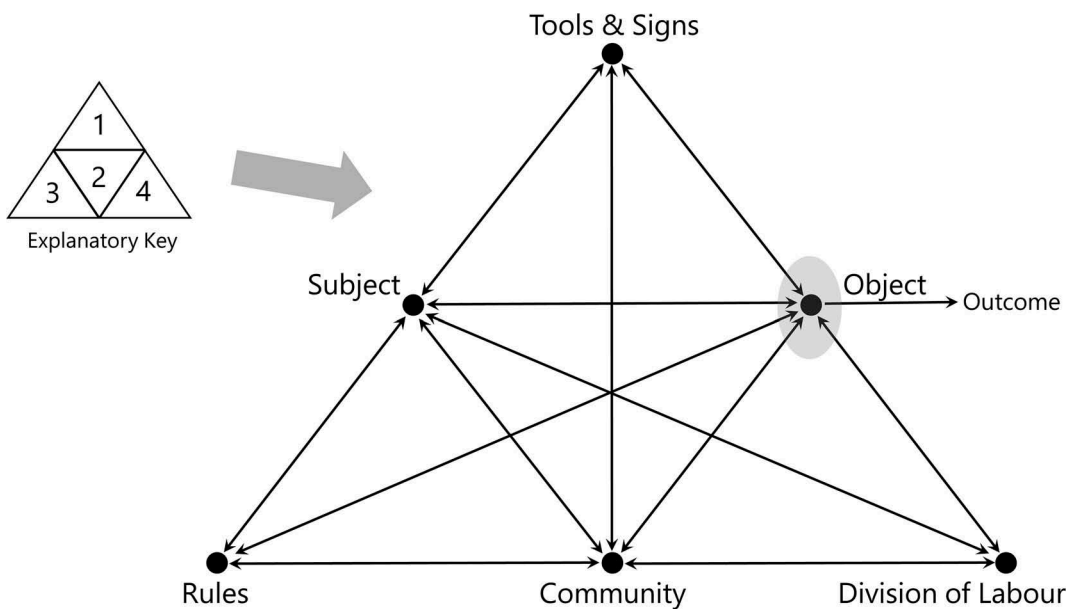 Tools & Signs
1
3 2 4
Explanatory Key
Subject
Object
Outcome
Rules
Community
Division of Labour